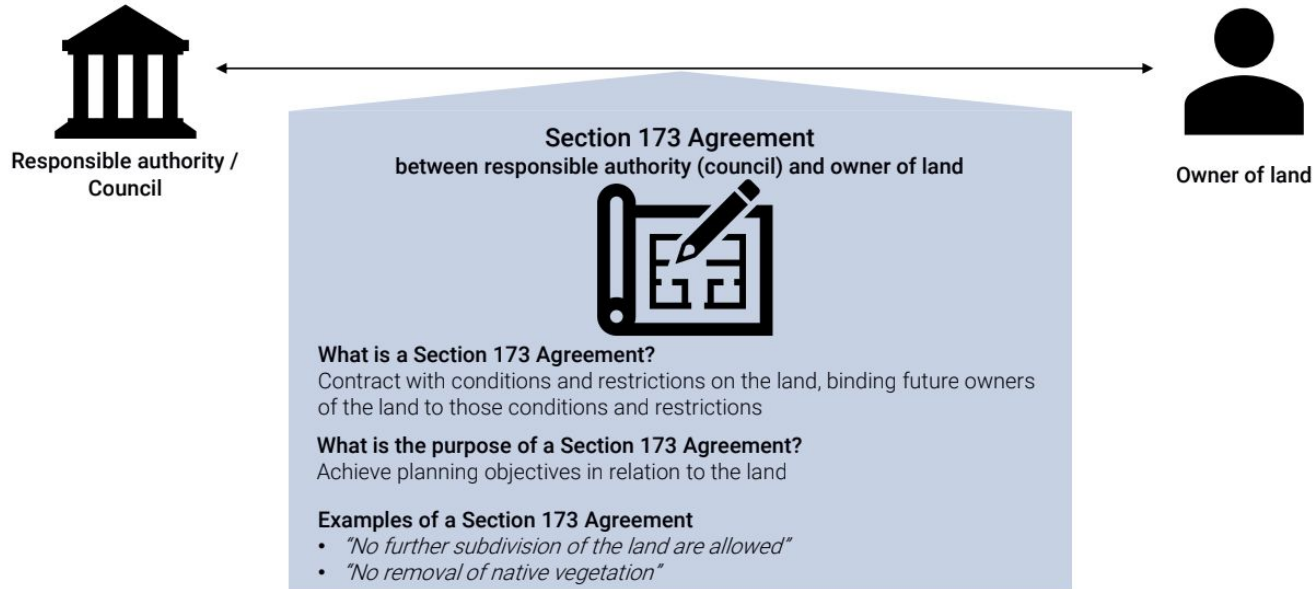 Responsible authority /
Council
Owner of land
Section 173 Agreement
between responsible authority (council) and owner of land
What is a Section 173 Agreement?
Contract with conditions and restrictions on the land, binding future owners
of the land to those conditions and restrictions
What is the purpose of a Section 173 Agreement?
Achieve planning objectives in relation to the land
Examples of a Section 173 Agreement
• "No further subdivision of the land are allowed"
• "No removal of native vegetation"